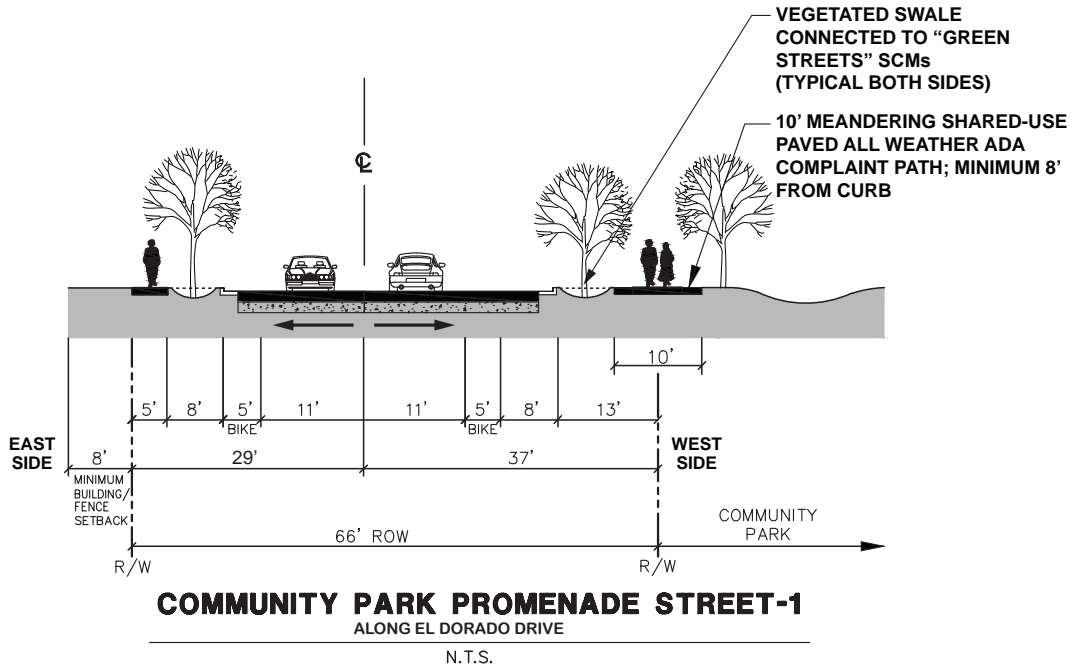 VEGETATED SWALE
CONNECTED TO “GREEN
STREETS” SCMs
(TYPICAL BOTH SIDES)
10’ MEANDERING SHARED-USE
PAVED ALL WEATHER ADA
COMPLAINT PATH; MINIMUM 8’
FROM CURB
℄
10’
5’ 8’ 5’ 11’ 11’ 5’ 8’ 13’
BIKE BIKE
EAST
SIDE
WEST
SIDE
8’ 29’ 37’
MINIMUM
BUILDING/
FENCE
SETBACK
COMMUNITY
PARK
66’ ROW
R/W R/W
COMMUNITY PARK PROMENADE STREET-1
ALONG EL DORADO DRIVE
N.T.S.